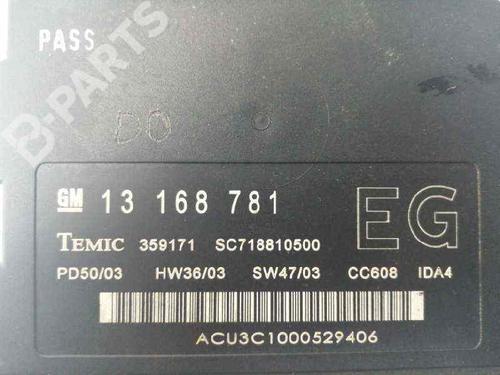 PASS
B-PARTS
DO
GM 13 168 781
EG
TEMIC 359171 SC718810500
PD50/03 HW36/03 SW47/03 CC608 IDA4
ACU3C1000529406